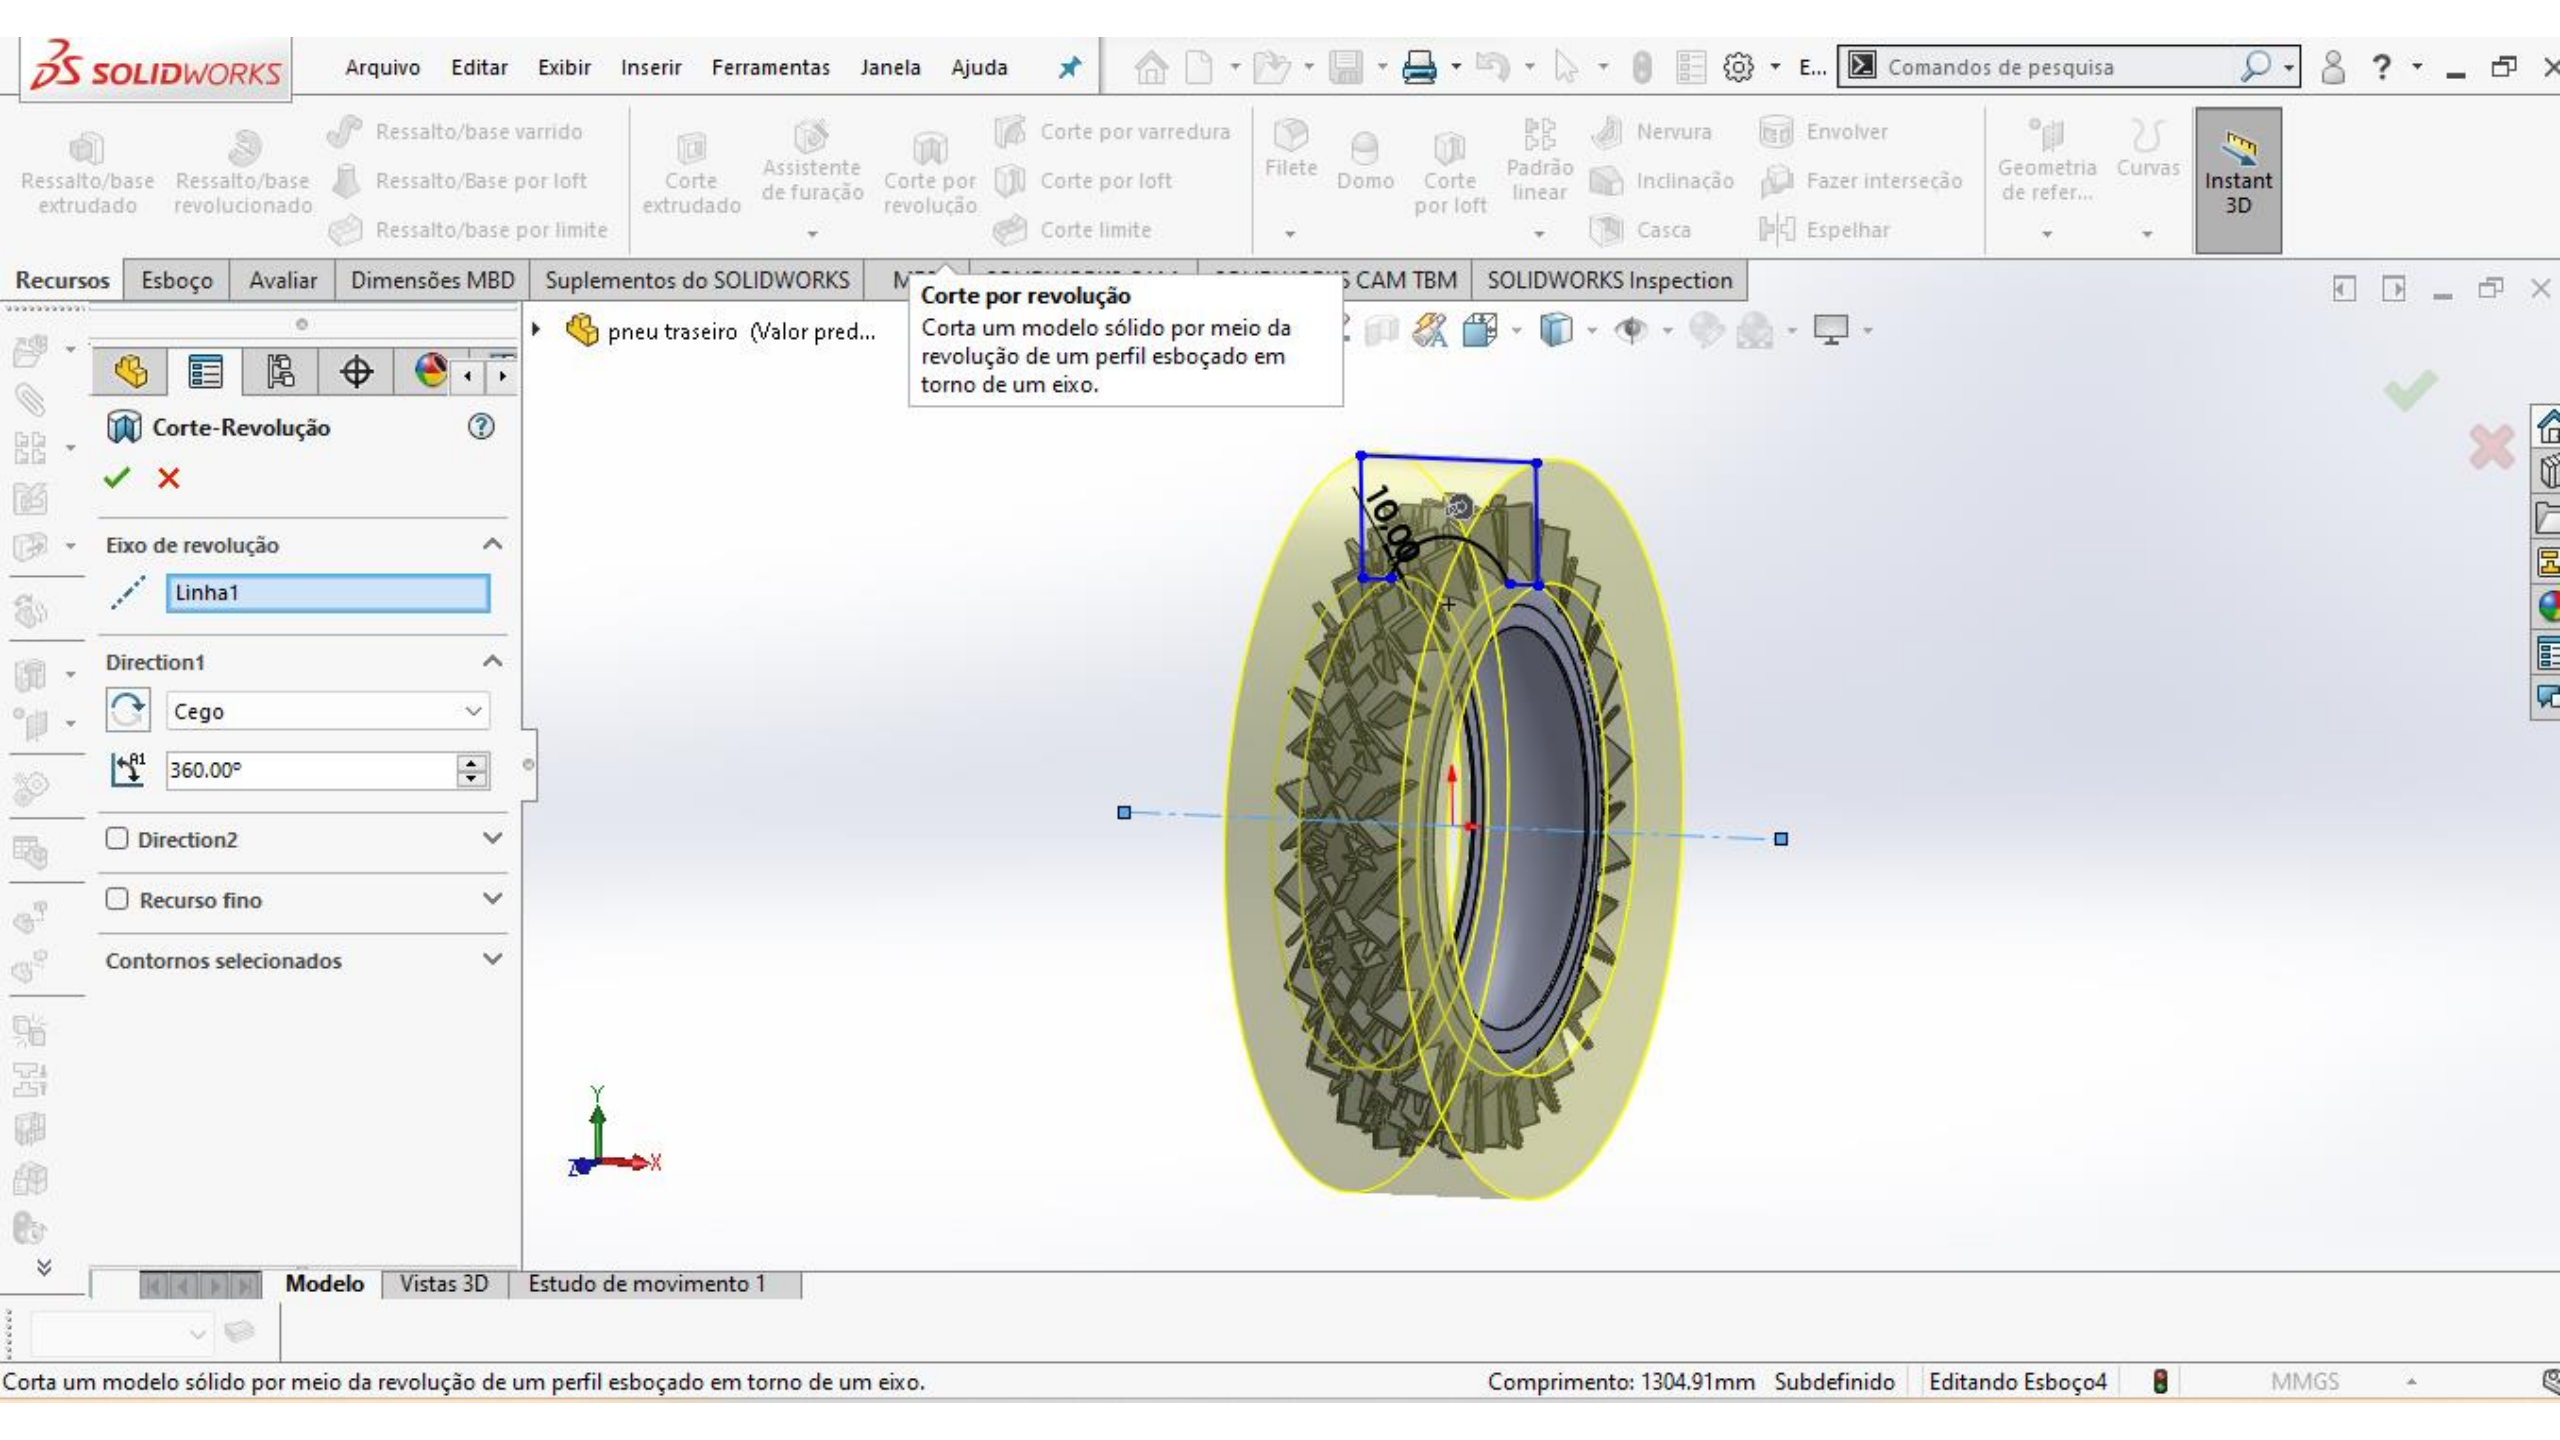 SOLIDWORKS
Arquivo Editar Exibir Inserir Ferramentas Janela Ajuda
E... Comandos de pesquisa
?
Ressalto/base extrudado
Ressalto/base revolucionado
Ressalto/base varrido
Ressalto/Base por loft
Ressalto/base por limite
Corte extrudado
Assistente de furação
Corte por revolução
Corte por varredura
Corte por loft
Corte limite
Filete
Domo
Corte por loft
Padrão linear
Nervura
Inclinação
Casca
Envolver
Fazer interseção
Espelhar
Geometria de refer...
Curvas
Instant 3D
Recursos Esboço Avaliar Dimensões MBD Suplementos do SOLIDWORKS CAM TBM SOLIDWORKS Inspection
Corte por revolução
Corta um modelo sólido por meio da
revolução de um perfil esboçado em
torno de um eixo.
pneu traseiro (Valor pred...
Corte-Revolução
Eixo de revolução
Linha1
Direction1
Cego
A1
360.00º
Direction2
Recurso fino
Contornos selecionados
10,00
Y
X
Z
Modelo Vistas 3D Estudo de movimento 1
Corta um modelo sólido por meio da revolução de um perfil esboçado em torno de um eixo.
Comprimento: 1304.91mm Subdefinido Editando Esboço4 MMGS